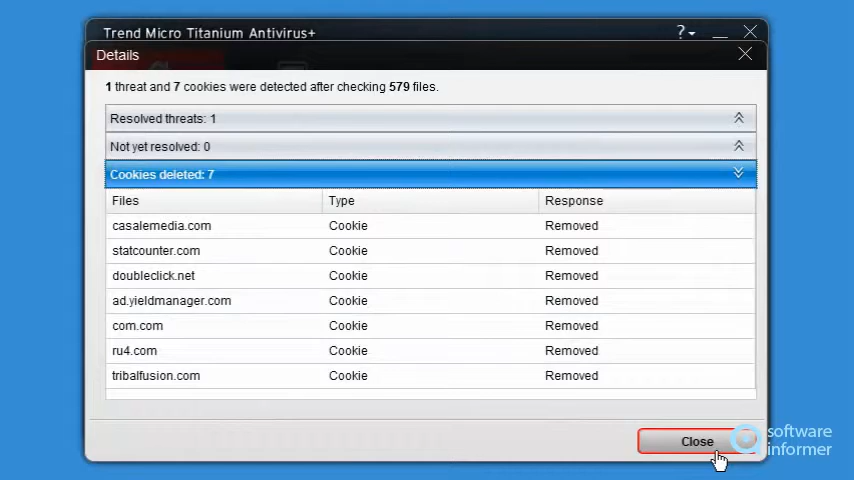 Trend Micro Titanium Antivirus+
?
Details
1 threat and 7 cookies were detected after checking 579 files.
Resolved threats: 1
Not yet resolved: 0
Cookies deleted: 7
Files Type Response
casalemedia.com Cookie Removed
statcounter.com Cookie Removed
doubleclick.net Cookie Removed
ad.yieldmanager.com Cookie Removed
com.com Cookie Removed
ru4.com Cookie Removed
tribalfusion.com Cookie Removed
Close
software
informer